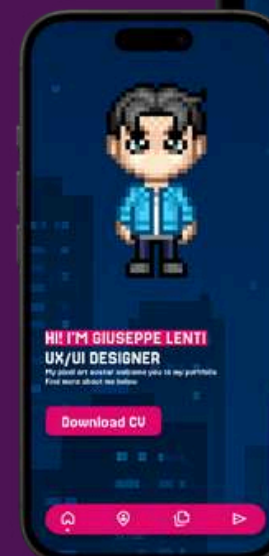 HI! I'M GIUSEPPE LENTI
UX/UI DESIGNER
My pixel art avatar welcome you to my portfolio
Find more about me below
Download CV